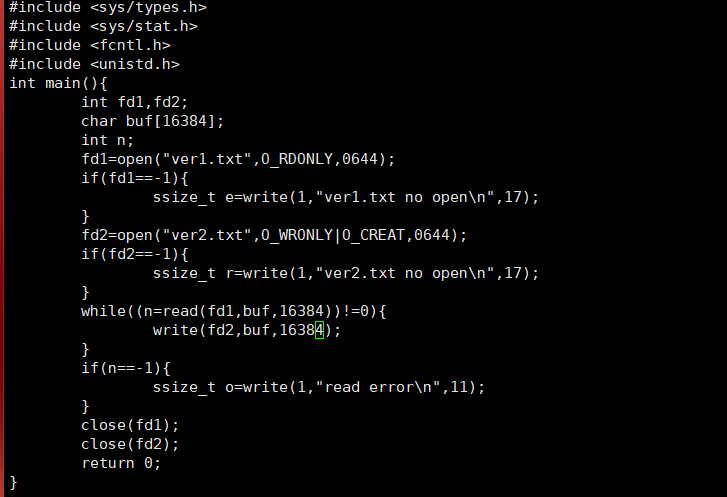 #include <sys/types.h>
#include <sys/stat.h>
#include <fcntl.h>
#include <unistd.h>
int main(){
        int fd1,fd2;
        char buf[16384];
        int n;
        fd1=open("ver1.txt",O_RDONLY,0644);
        if(fd1==-1){
                ssize_t e=write(1,"ver1.txt no open\n",17);
        }
        fd2=open("ver2.txt",O_WRONLY|O_CREAT,0644);
        if(fd2==-1){
                ssize_t r=write(1,"ver2.txt no open\n",17);
        }
        while((n=read(fd1,buf,16384))!=0){
                write(fd2,buf,16384);
        }
        if(n==-1){
                ssize_t o=write(1,"read error\n",11);
        }
        close(fd1);
        close(fd2);
        return 0;
}